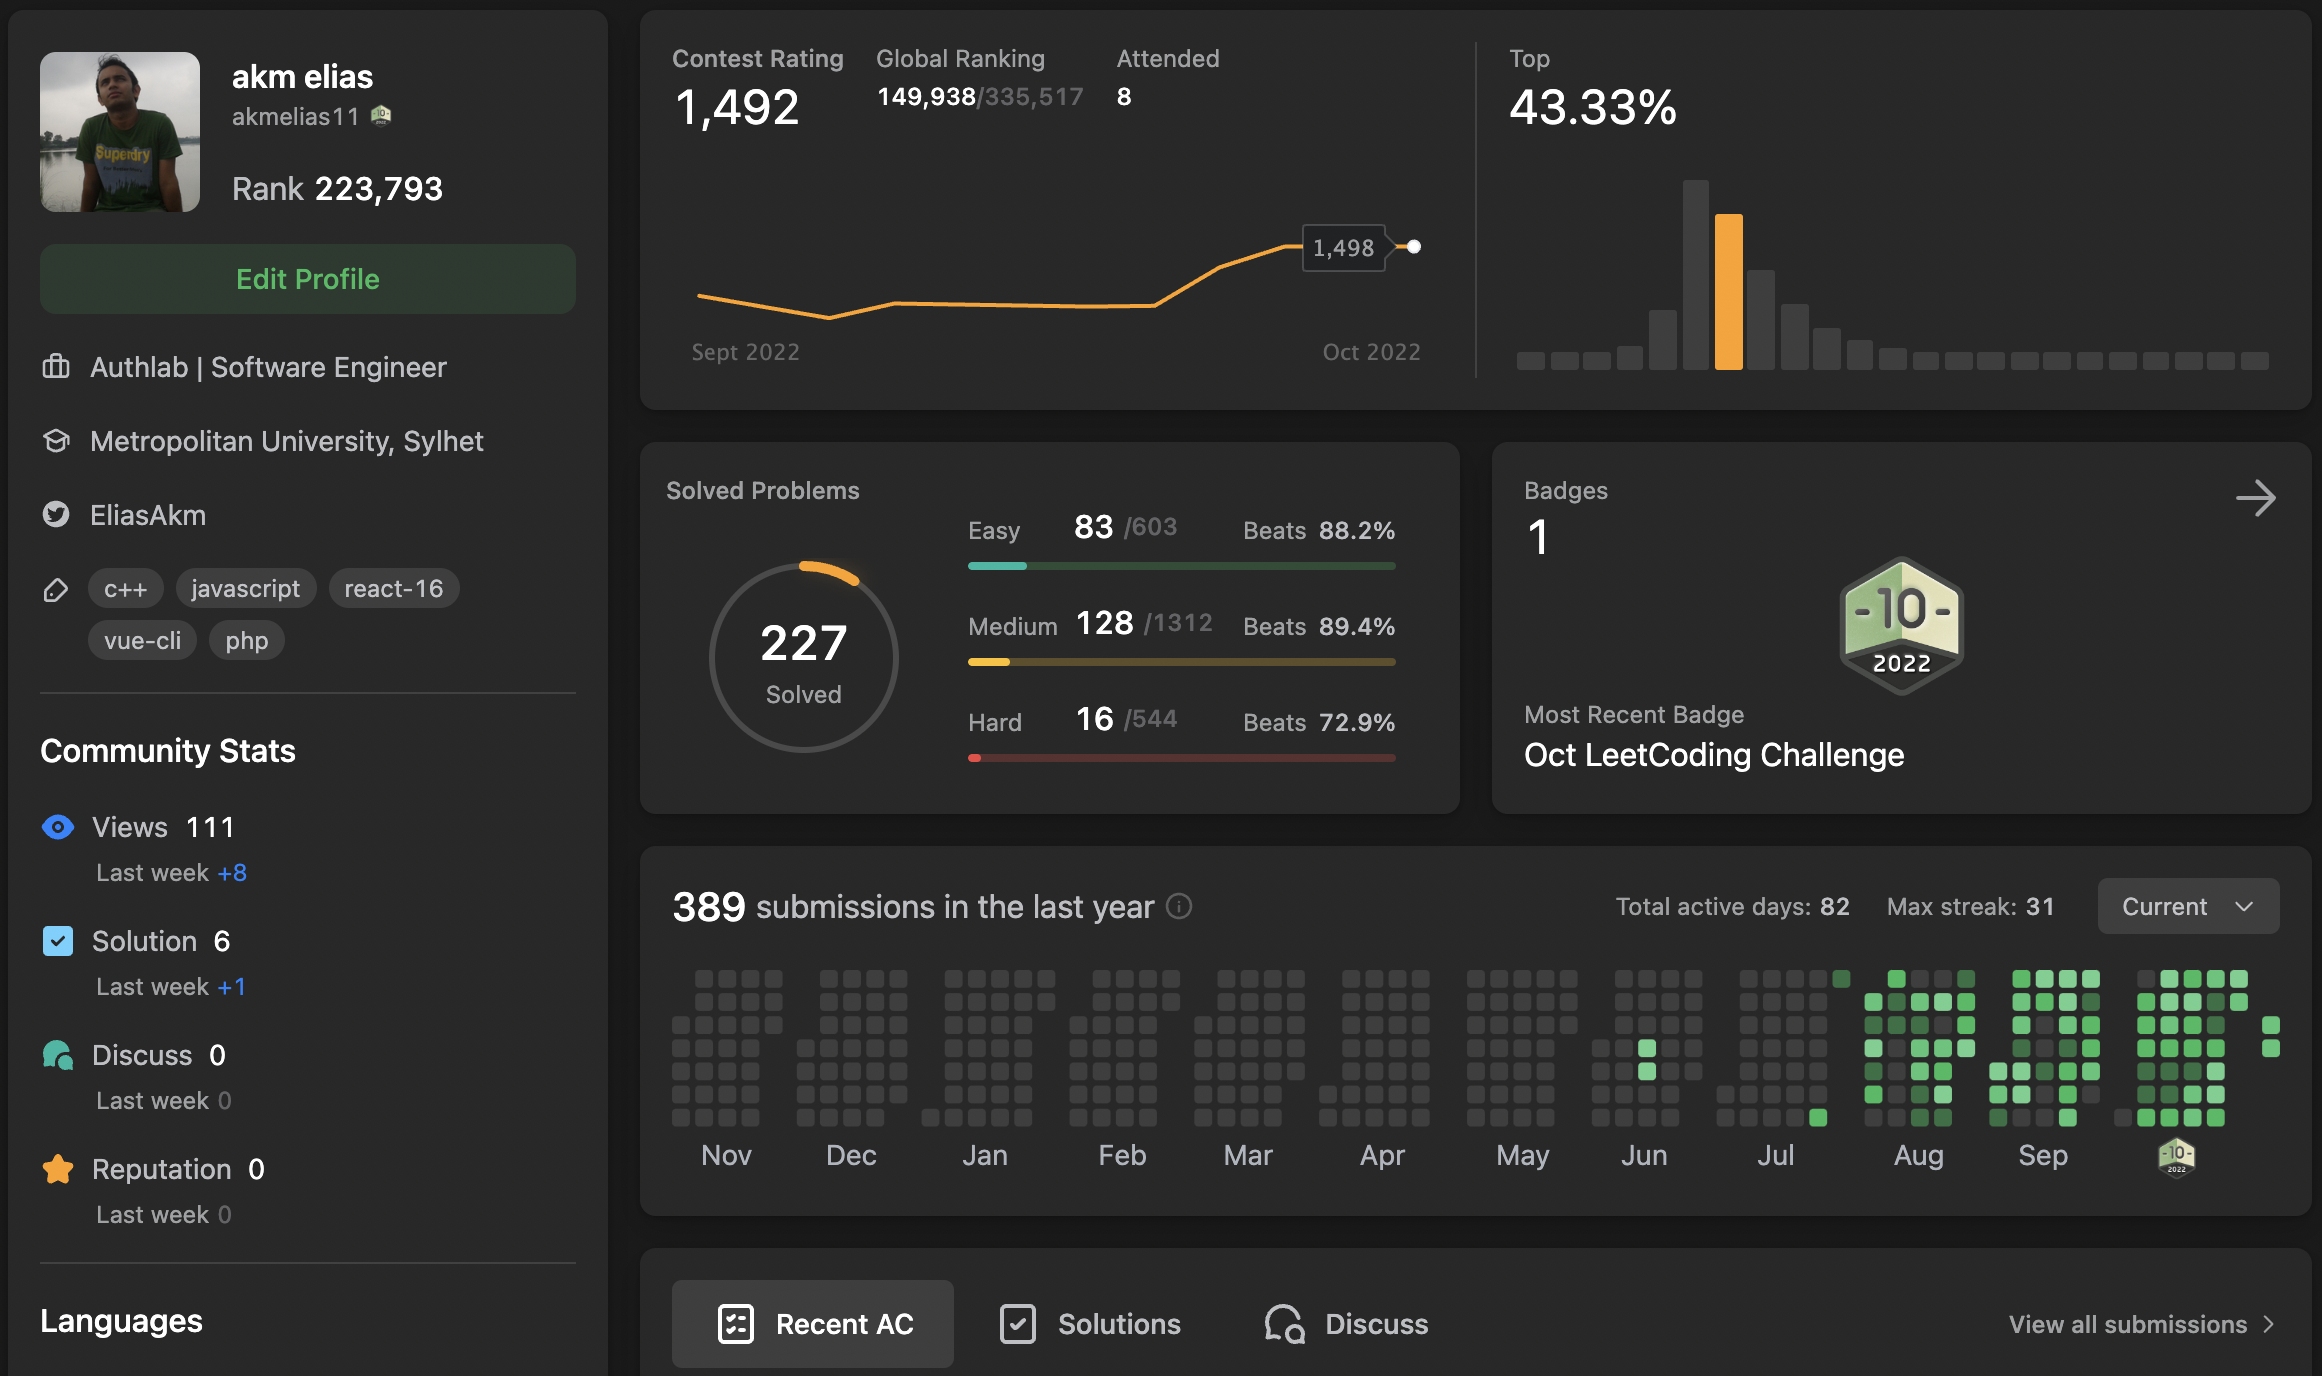 akm elias
akmelias11
Rank 223,793
Edit Profile
Authlab | Software Engineer
Metropolitan University, Sylhet
EliasAkm
c++ javascript react-16
vue-cli php
Community Stats
Views 111
Last week +8
Solution 6
Last week +1
Discuss 0
Last week 0
Reputation 0
Last week 0
Languages
Superdry
Contest Rating Global Ranking Attended
1,492 149,938/335,517 8
1,498
Sept 2022 Oct 2022
Top
43.33%
Solved Problems
227
Solved
Easy 83 /603 Beats 88.2%
Medium 128 /1312 Beats 89.4%
Hard 16 /544 Beats 72.9%
Badges
1
-10-
2022
Most Recent Badge
Oct LeetCoding Challenge
389 submissions in the last year Total active days: 82 Max streak: 31 Current
Nov Dec Jan Feb Mar Apr May Jun Jul Aug Sep
-10-
2022
Recent AC Solutions Discuss View all submissions